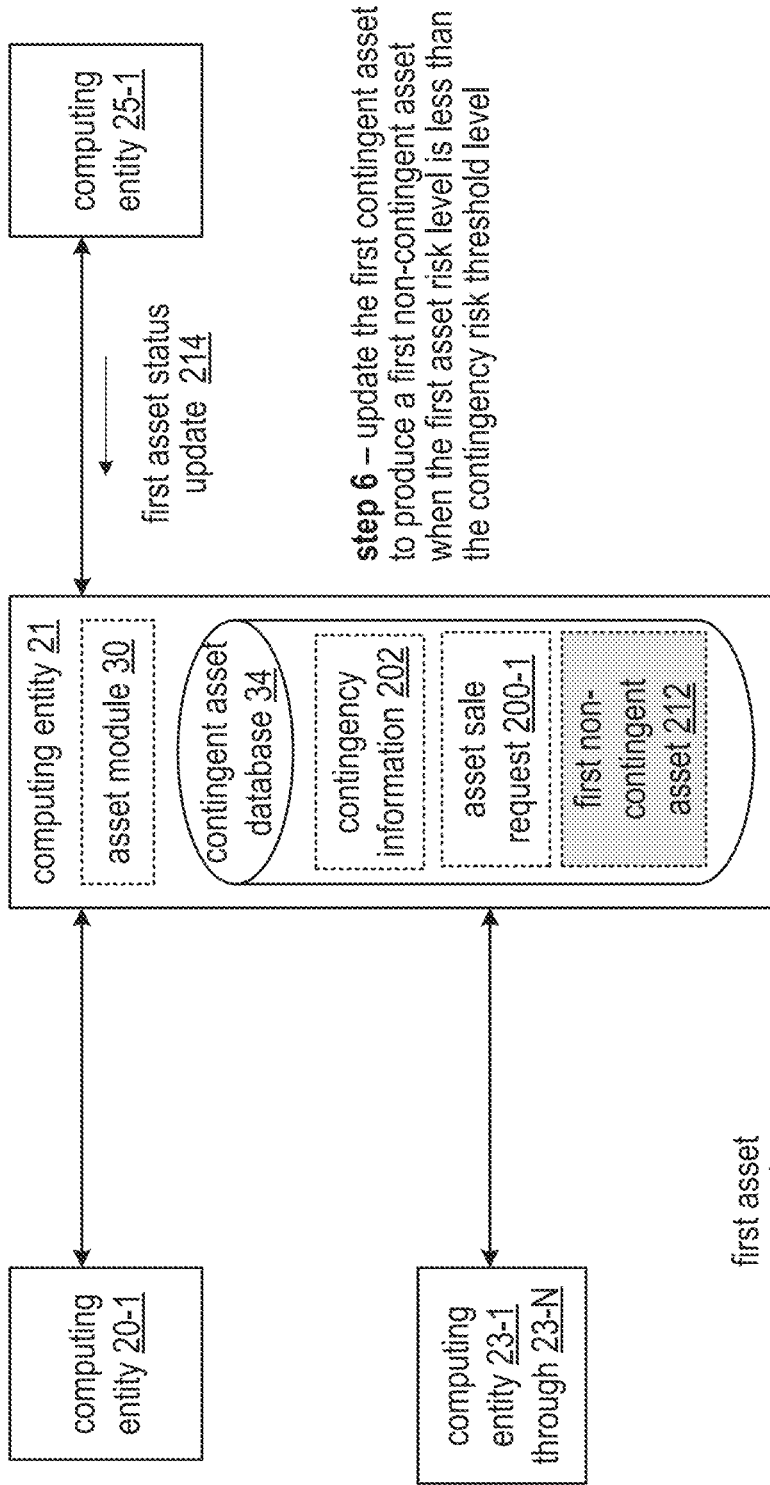 computing
entity 20-1
computing
entity 23-1
through 23-N
first asset
computing entity 21
asset module 30
contingent asset
database 34
contingency
information 202
asset sale
request 200-1
first non-
contingent
asset 212
first asset status
update 214
computing
entity 25-1
step 6 – update the first contingent asset
to produce a first non-contingent asset
when the first asset risk level is less than
the contingency risk threshold level